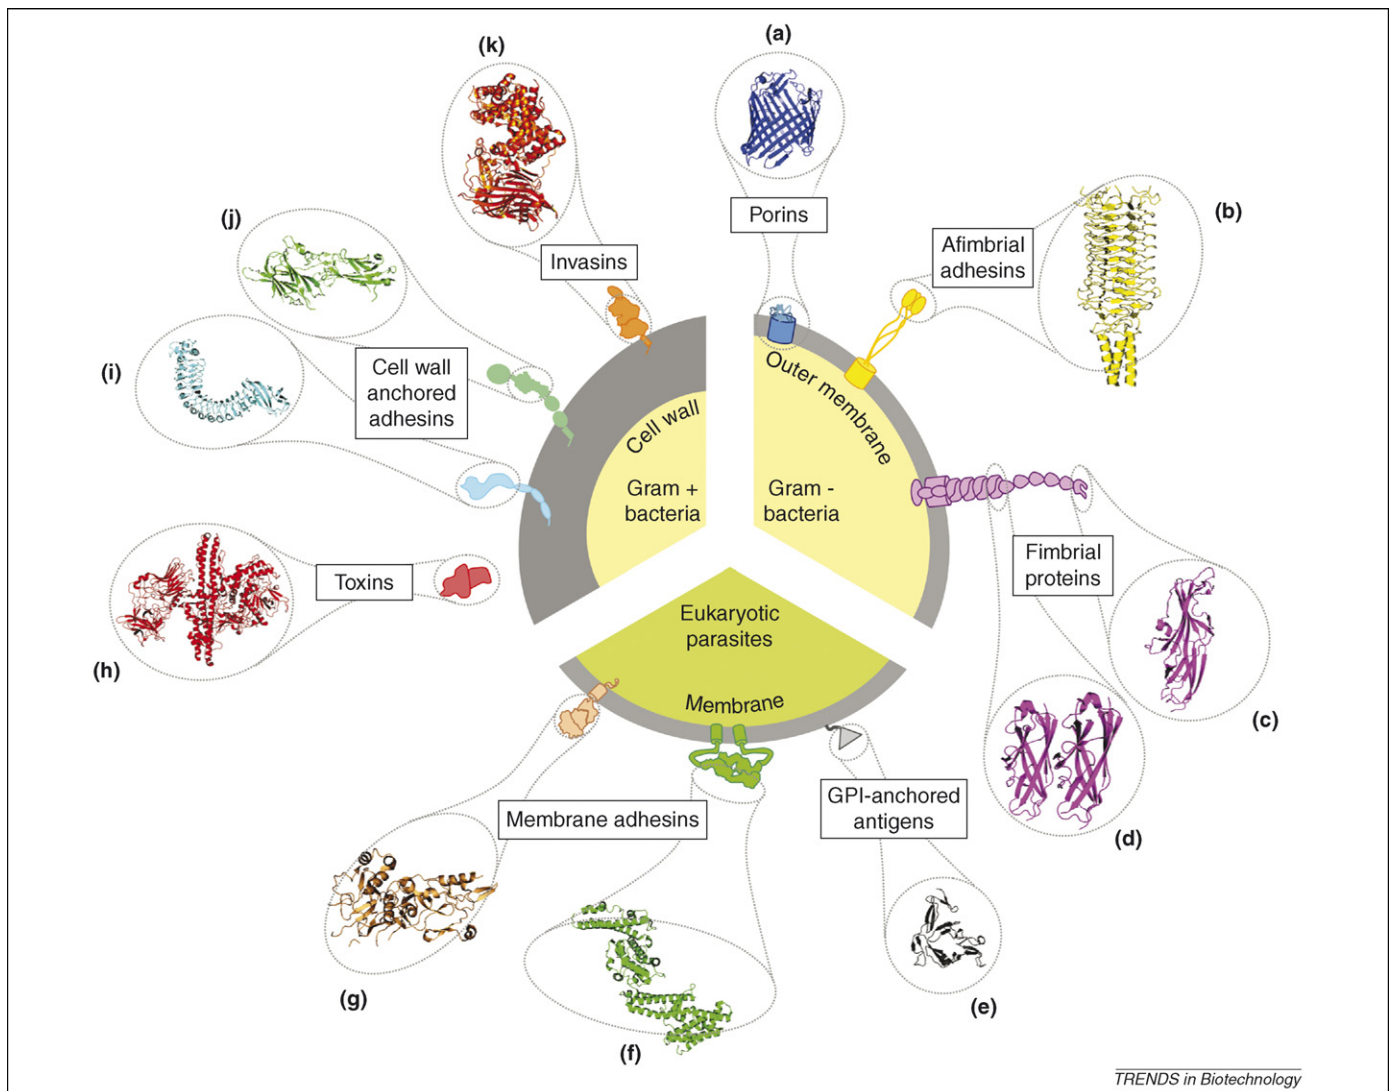 (k)
(a)
(j)
(b)
Porins
Afimbrial
adhesins
Invasins
(i)
Cell wall
anchored
adhesins
Cell wall
Outer membrane
Gram +
bacteria
Gram -
bacteria
Fimbrial
proteins
Toxins
Eukaryotic
parasites
(h)
Membrane
(c)
GPI-anchored
antigens
Membrane adhesins
(d)
(g)
(e)
(f)
TRENDS in Biotechnology